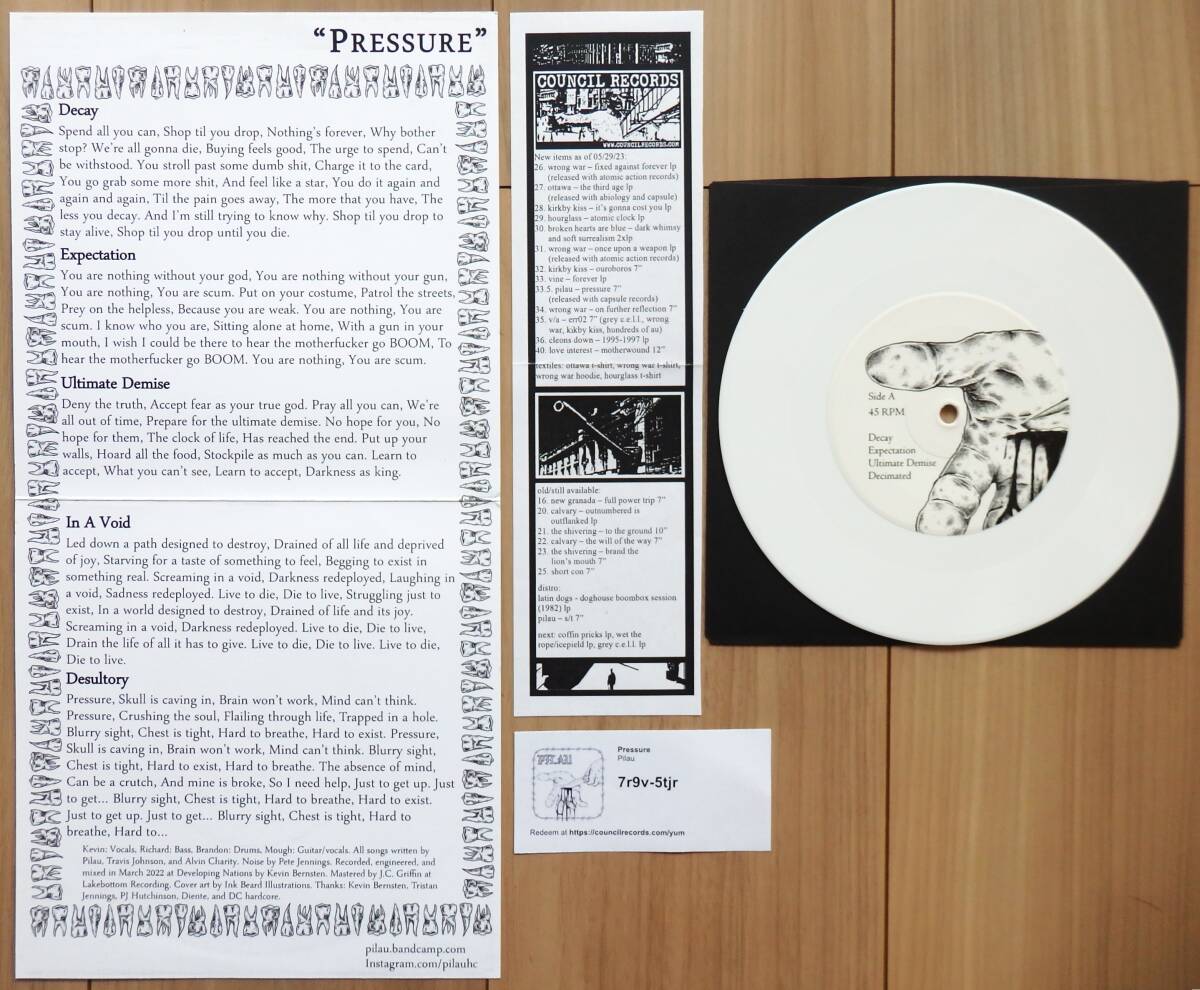 “PRESSURE”
Decay
Spend all you can, Shop til you drop, Nothing's forever, Why bother
stop? We're all gonna die, Buying feels good, The urge to spend, Can't
be withstood. You stroll past some dumb shit, Charge it to the card,
You go grab some more shit, And feel like a star, You do it again and
again and again, Til the pain goes away, The more that you have, The
less you decay. And I'm still trying to know why. Shop til you drop to
stay alive, Shop til you drop until you die.
Expectation
You are nothing without your god, You are nothing without your gun,
You are nothing, You are scum. Put on your costume, Patrol the streets,
Prey on the helpless, Because you are weak. You are nothing, You are
scum. I know who you are, Sitting alone at home, With a gun in your
mouth, I wish I could be there to hear the motherfucker go BOOM, To
hear the motherfucker go BOOM. You are nothing, You are scum.
Ultimate Demise
Deny the truth, Accept fear as your true god. Pray all you can, We're
all out of time, Prepare for the ultimate demise. No hope for you, No
hope for them, The clock of life, Has reached the end. Put up your
walls, Hoard all the food, Stockpile as much as you can. Learn to
accept, What you can't see, Learn to accept, Darkness as king.
In A Void
Led down a path designed to destroy, Drained of all life and deprived
of joy, Starving for a taste of something to feel, Begging to exist in
something real. Screaming in a void, Darkness redeployed, Laughing in
a void, Sadness redeployed. Live to die, Die to live, Struggling just to
exist, In a world designed to destroy, Drained of life and its joy.
Screaming in a void, Darkness redeployed. Live to die, Die to live,
Drain the life of all it has to give. Live to die, Die to live. Live to die,
Die to live.
Desultory
Pressure, Skull is caving in, Brain won't work, Mind can't think.
Pressure, Crushing the soul, Flailing through life, Trapped in a hole.
Blurry sight, Chest is tight, Hard to breathe, Hard to exist. Pressure,
Skull is caving in, Brain won't work, Mind can't think. Blurry sight,
Chest is tight, Hard to exist, Hard to breathe. The absence of mind,
Can be a crutch, And mine is broke, So I need help, Just to get up. Just
to get... Blurry sight, Chest is tight, Hard to breathe, Hard to exist.
Just to get up. Just to get... Blurry sight, Chest is tight, Hard to
breathe, Hard to...
Kevin: Vocals, Richard: Bass, Brandon: Drums, Mough: Guitar/vocals. All songs written by
Pilau, Travis Johnson, and Alvin Charity. Noise by Pete Jennings. Recorded, engineered, and
mixed in March 2022 at Developing Nations by Kevin Bernsten. Mastered by J.C. Griffin at
Lakebottom Recording. Cover art by Ink Beard Illustrations. Thanks: Kevin Bernsten, Tristan
Jennings, PJ Hutchinson, Diente, and DC hardcore.
pilau.bandcamp.com
Instagram.com/pilauhc
COUNCIL RECORDS
WWW.COUNCILRECORDS.COM
New items as of 05/29/23:
26. wrong war – fixed against forever lp
(released with atomic action records)
27. ottawa – the third age lp
(released with abiology and capsule)
28. kirkby kiss – it's gonna cost you lp
29. hourglass – atomic clock lp
30. broken hearts are blue – dark whimsy
and soft surrealism 2xlp
31. wrong war – once upon a weapon lp
(released with atomic action records)
32. kirkby kiss – ouroboros 7"
33. vine – forever lp
33.5. pilau – pressure 7"
(released with capsule records)
34. wrong war – on further reflection 7"
35. v/a – err02 7" (grey c.e.l.l., wrong
war, kikby kiss, hundreds of au)
36. cleons down – 1995-1997 lp
40. love interest – motherwound 12"
textiles: ottawa t-shirt, wrong war t-shirt,
wrong war hoodie, hourglass t-shirt
old/still available:
16. new granada – full power trip 7"
20. calvary – outnumbered is
outflanked lp
21. the shivering – to the ground 10"
22. calvary – the will of the way 7"
23. the shivering – brand the
lion's mouth 7"
25. short con 7"
distro:
latin dogs - doghouse boombox session
(1982) lp
pilau – s/t 7"
next: coffin pricks lp, wet the
rope/icepield lp, grey c.e.l.l. lp
PILAU
Pressure
Pilau
7r9v-5tjr
Redeem at https://councilrecords.com/yum
Side A
45 RPM
Decay
Expectation
Ultimate Demise
Decimated